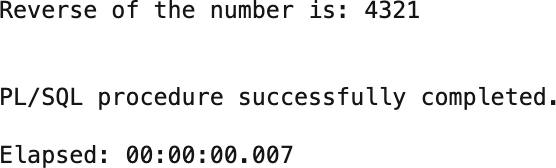 Reverse of the number is: 4321
PL/SQL procedure successfully completed.
Elapsed: 00:00:00.007